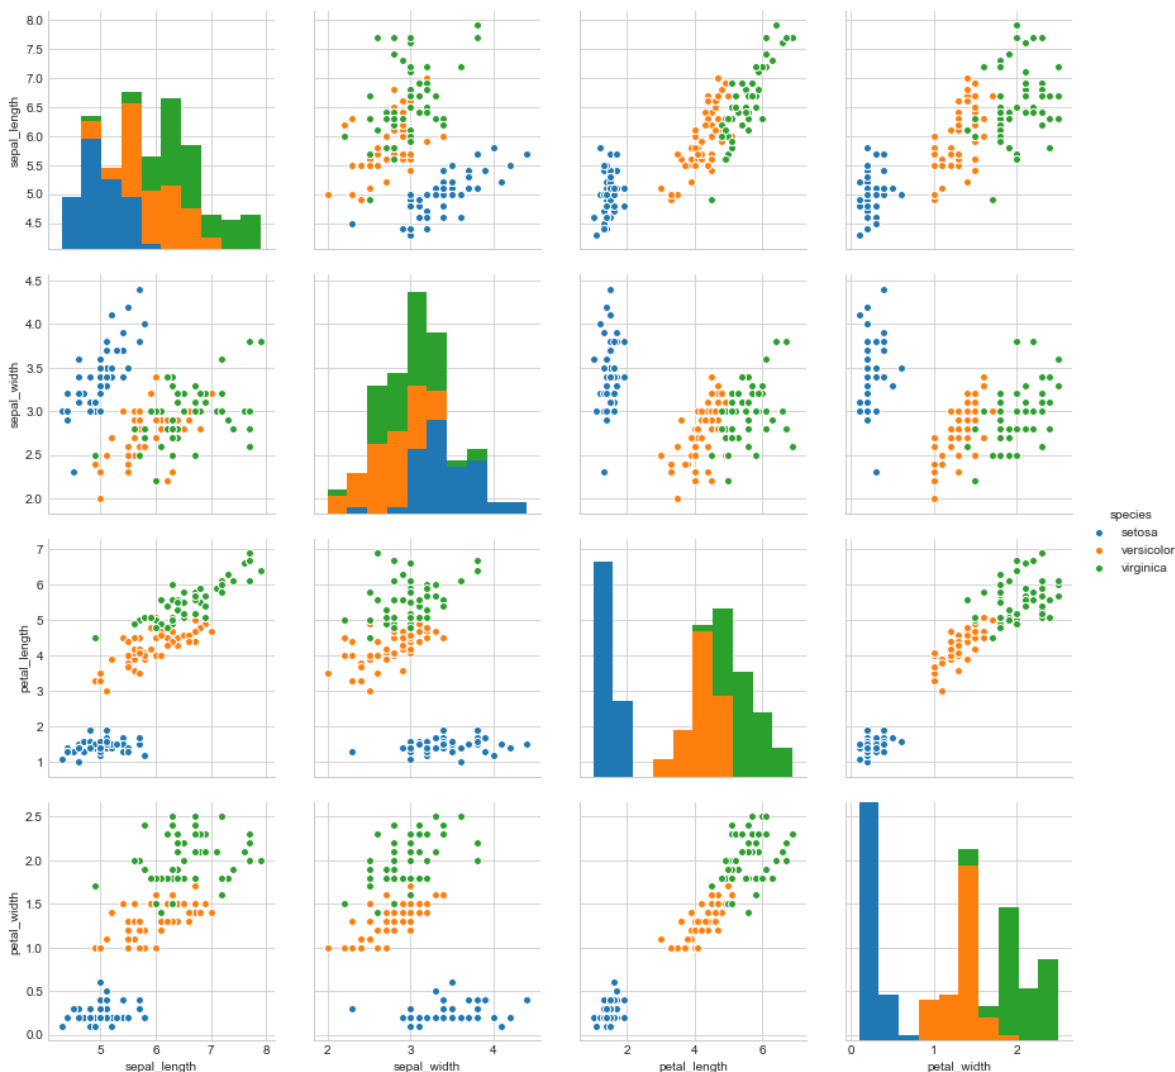 8.0
7.5
7.0
6.5
6.0
5.5
5.0
4.5
sepal_length
4.5
4.0
3.5
3.0
2.5
2.0
sepal_width
species
setosa
versicolor
virginica
7
6
5
4
3
2
1
petal_length
2.5
2.0
1.5
1.0
0.5
0.0
petal_width
5 6 7 8
sepal_length
2 3 4
sepal_width
2 4 6
petal_length
0 1 2
petal_width